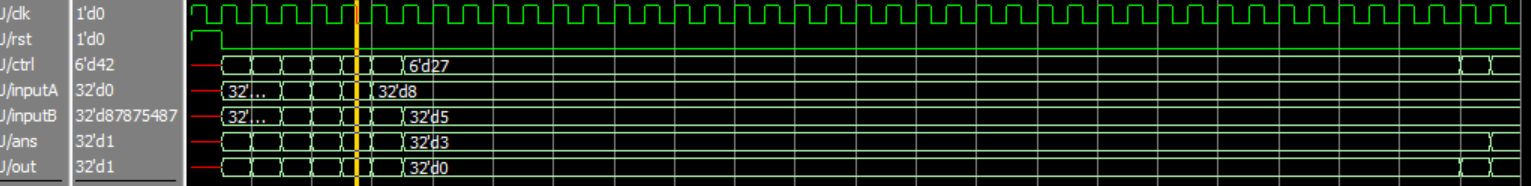 J/clk 1'd0
J/rst 1'd0
J/ctrl 6'd42 6'd27
J/inputA 32'd0 32'... 32'd8
J/inputB 32'd87875487 32'... 32'd5
J/ans 32'd1 32'd3
J/out 32'd1 32'd0